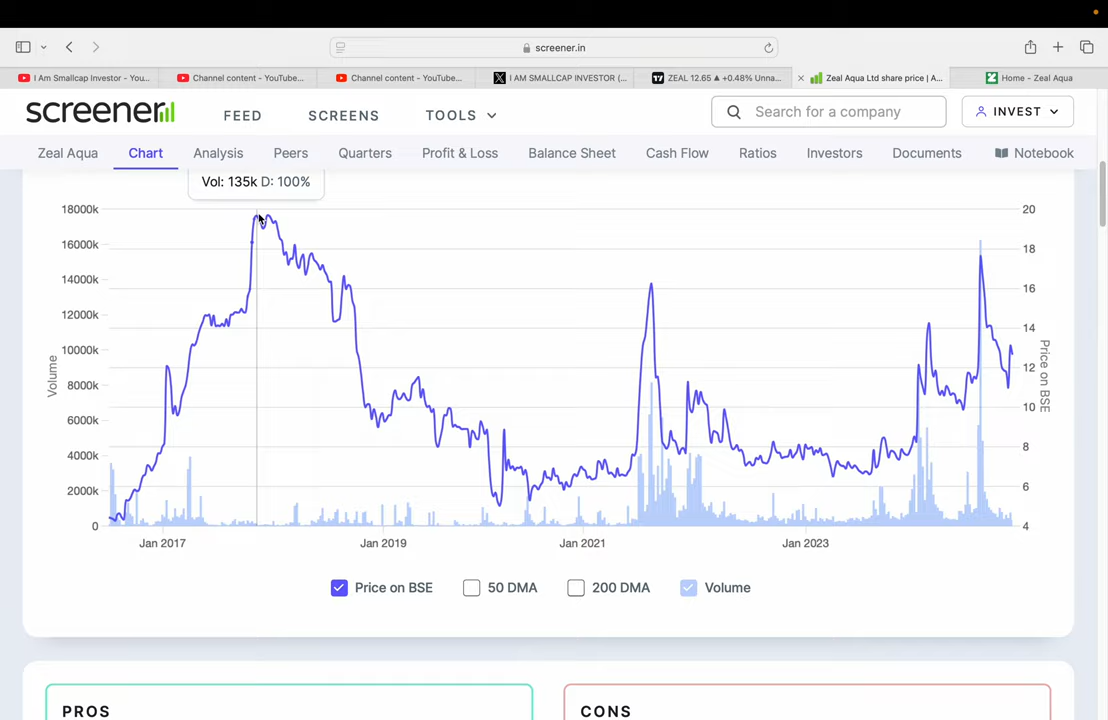 screener.in
I Am Smallcap Investor - You...
Channel content - YouTube...
Channel content - YouTube...
I AM SMALLCAP INVESTOR (...
ZEAL 12.65 ▲ +0.48% Unna...
Zeal Aqua Ltd share price | A...
Home - Zeal Aqua
screener
FEED
SCREENS
TOOLS
Search for a company
INVEST
Zeal Aqua
Chart
Analysis
Peers
Quarters
Profit & Loss
Balance Sheet
Cash Flow
Ratios
Investors
Documents
Notebook
Vol: 135k D: 100%
18000k
16000k
14000k
12000k
10000k
8000k
6000k
4000k
2000k
0
Volume
20
18
16
14
12
10
8
6
4
Price on BSE
Jan 2017
Jan 2019
Jan 2021
Jan 2023
Price on BSE
50 DMA
200 DMA
Volume
PROS
CONS